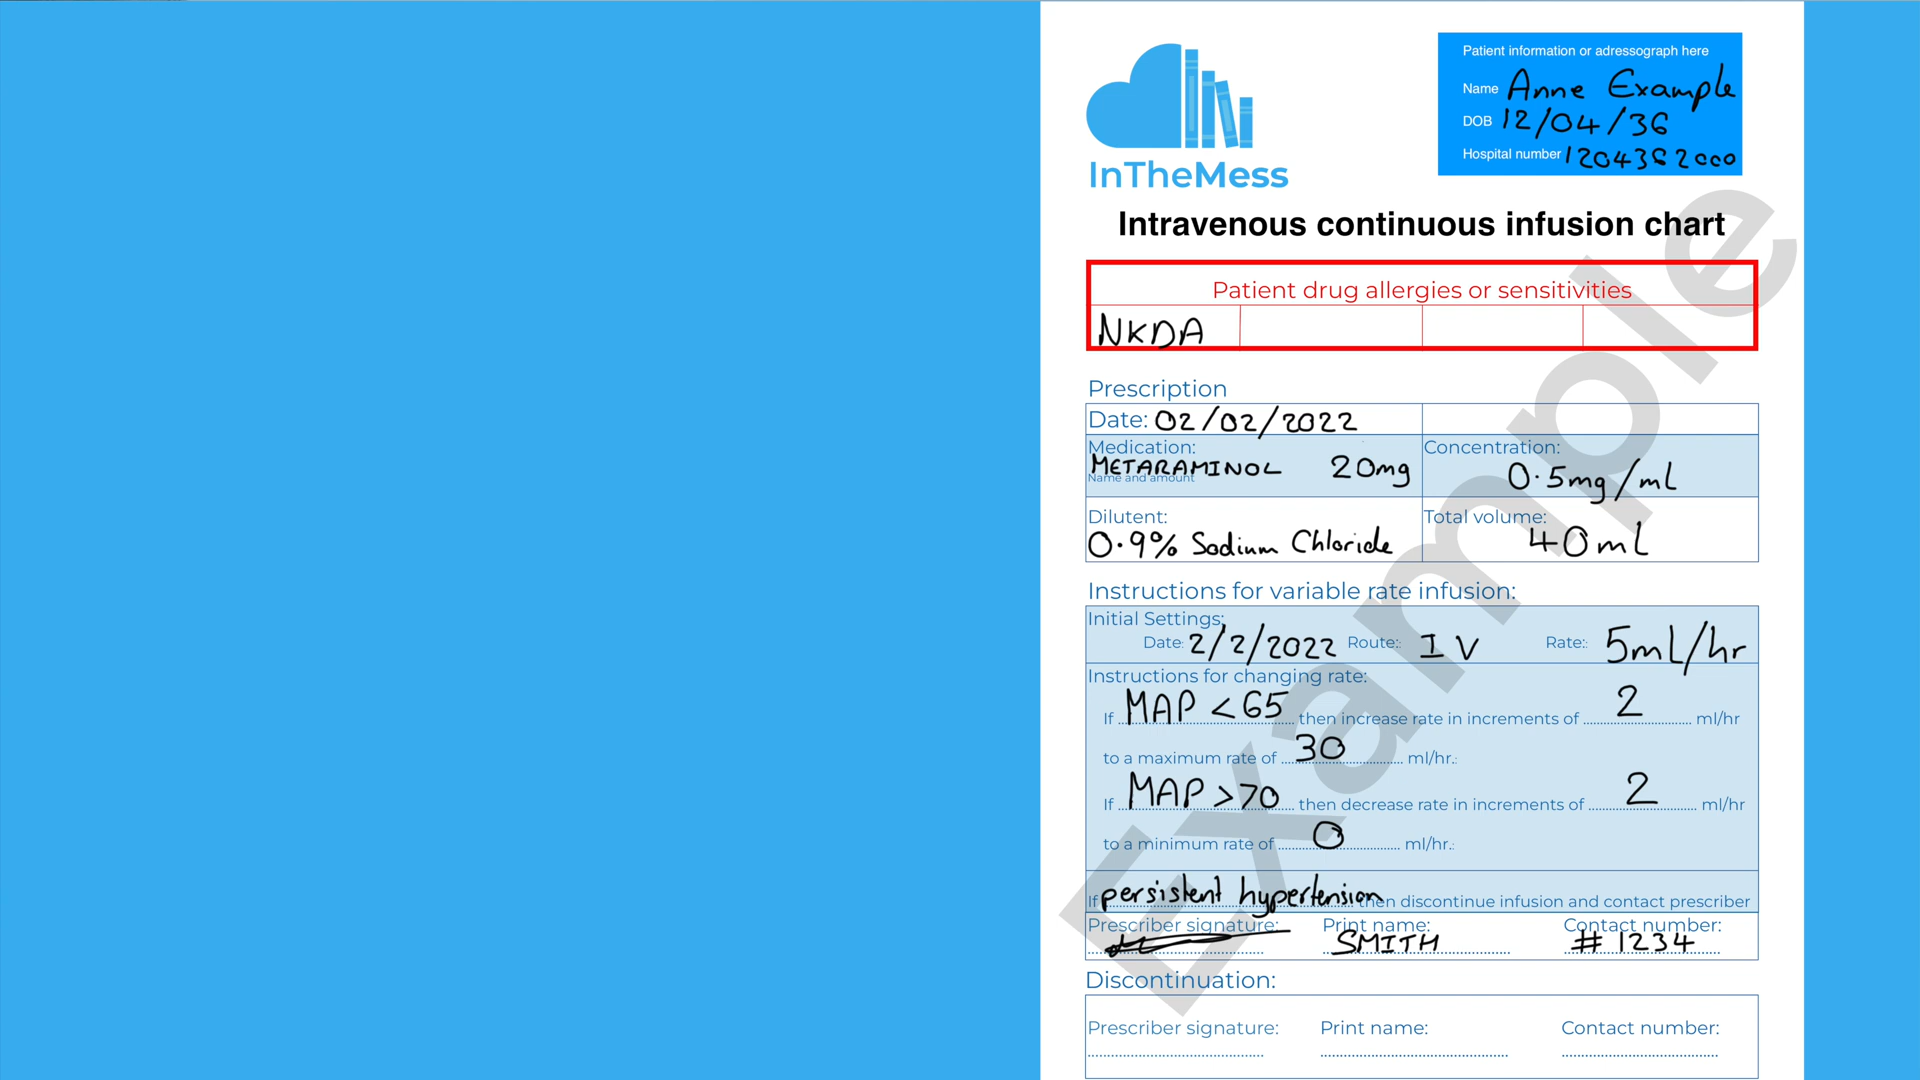 Patient information or adressograph here
Name Anne Example
DOB 12/04/36
Hospital number 1204362000
InTheMess
Intravenous continuous infusion chart
Patient drug allergies or sensitivities
NKDA
Prescription
Date: 02/02/2022
Medication: Concentration:
METARAMINOL 20mg 0.5mg/ml
Name and amount
Dilutent: Total volume:
0.9% Sodium Chloride 40ml
Instructions for variable rate infusion:
Initial Settings:
Date: 2/2/2022 Route:: IV Rate:: 5ml/hr
Instructions for changing rate:
If MAP <65 then increase rate in increments of 2 ml/hr
to a maximum rate of 30 ml/hr.:
If MAP >70 then decrease rate in increments of 2 ml/hr
to a minimum rate of 0 ml/hr.:
If persistent hypertension then discontinue infusion and contact prescriber
Prescriber signature: Print name: Contact number:
SMITH # 1234
Discontinuation:
Prescriber signature: Print name: Contact number:
Example